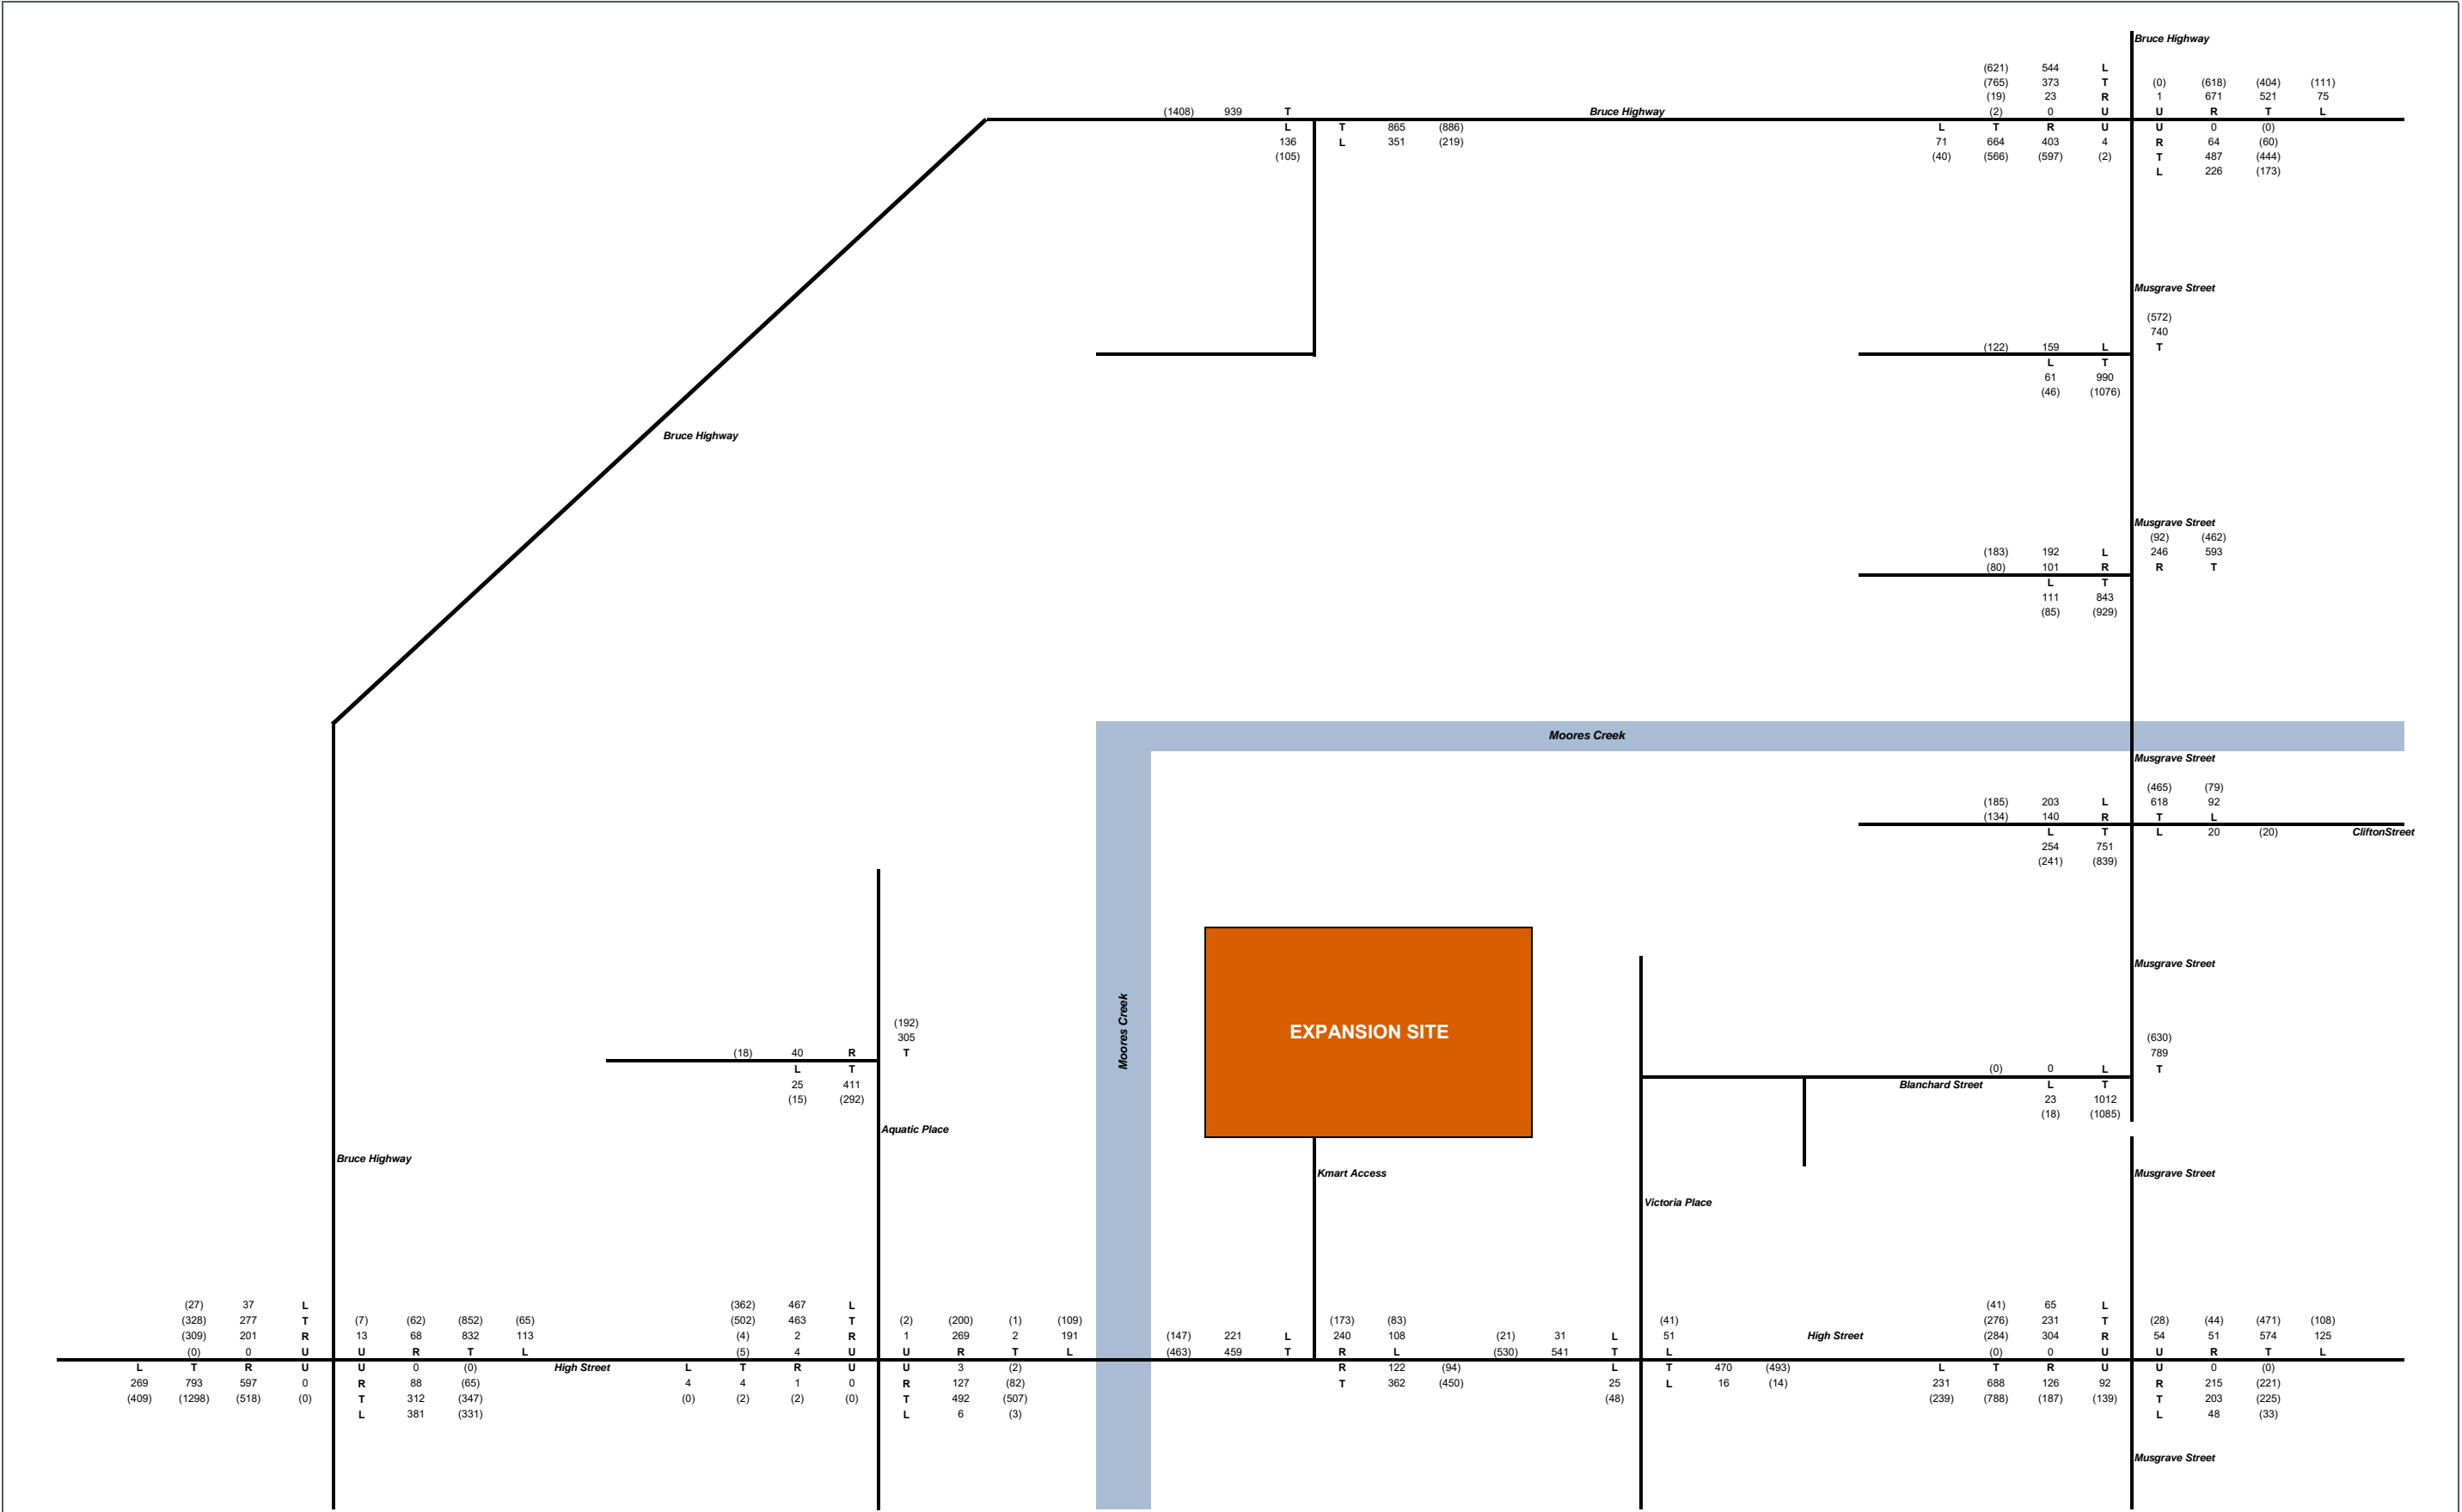 Bruce Highway
(621) 544 L
(765) 373 T (0) (618) (404) (111)
(19) 23 R 1 671 521 75
(1408) 939 T Bruce Highway (2) 0 U U R T L
L T 865 (886) L T R U U 0 (0)
136 L 351 (219) 71 664 403 4 R 64 (60)
(105) (40) (566) (597) (2) T 487 (444)
L 226 (173)
Musgrave Street
(572)
740
(122) 159 L T
L T
61 990
(46) (1076)
Bruce Highway
Musgrave Street
(92) (462)
(183) 192 L 246 593
(80) 101 R R T
L T
111 843
(85) (929)
Moores Creek
Musgrave Street
(465) (79)
(185) 203 L 618 92
(134) 140 R T L
L T L 20 (20) CliftonStreet
254 751
(241) (839)
Musgrave Street
Moores Creek
EXPANSION SITE
(192)
305
(18) 40 R T
L T
25 411
(15) (292)
(630)
789
(0) 0 L T
Blanchard Street L T
23 1012
(18) (1085)
Aquatic Place
Bruce Highway
Kmart Access
Musgrave Street
Victoria Place
(27) 37 L (362) 467 L (41) 65 L
(328) 277 T (7) (62) (852) (65) (502) 463 T (2) (200) (1) (109) (173) (83) (41) (276) 231 T (28) (44) (471) (108)
(309) 201 R 13 68 832 113 (4) 2 R 1 269 2 191 (147) 221 L 240 108 (21) 31 L 51 High Street (284) 304 R 54 51 574 125
(0) 0 U U R T L (5) 4 U U R T L (463) 459 T R L (530) 541 T L (0) 0 U U R T L
L T R U U 0 (0) High Street L T R U U 3 (2) R 122 (94) L T 470 (493) L T R U U 0 (0)
269 793 597 0 R 88 (65) 4 4 1 0 R 127 (82) T 362 (450) 25 L 16 (14) 231 688 126 92 R 215 (221)
(409) (1298) (518) (0) T 312 (347) (0) (2) (2) (0) T 492 (507) (48) (239) (788) (187) (139) T 203 (225)
L 381 (331) L 6 (3) L 48 (33)
Musgrave Street